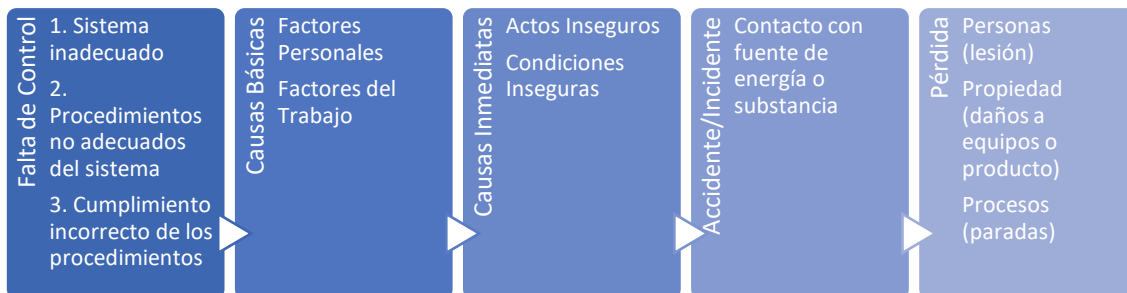 Falta de Control
1. Sistema
inadecuado
2.
Procedimientos
no adecuados
del sistema
3. Cumplimiento
incorrecto de los
procedimientos
Causas Básicas
Factores
Personales
Factores del
Trabajo
Causas Inmediatas
Actos Inseguros
Condiciones
Inseguras
Accidente/Incidente
Contacto con
fuente de
energía o
substancia
Pérdida
Personas
(lesión)
Propiedad
(daños a
equipos o
producto)
Procesos
(paradas)